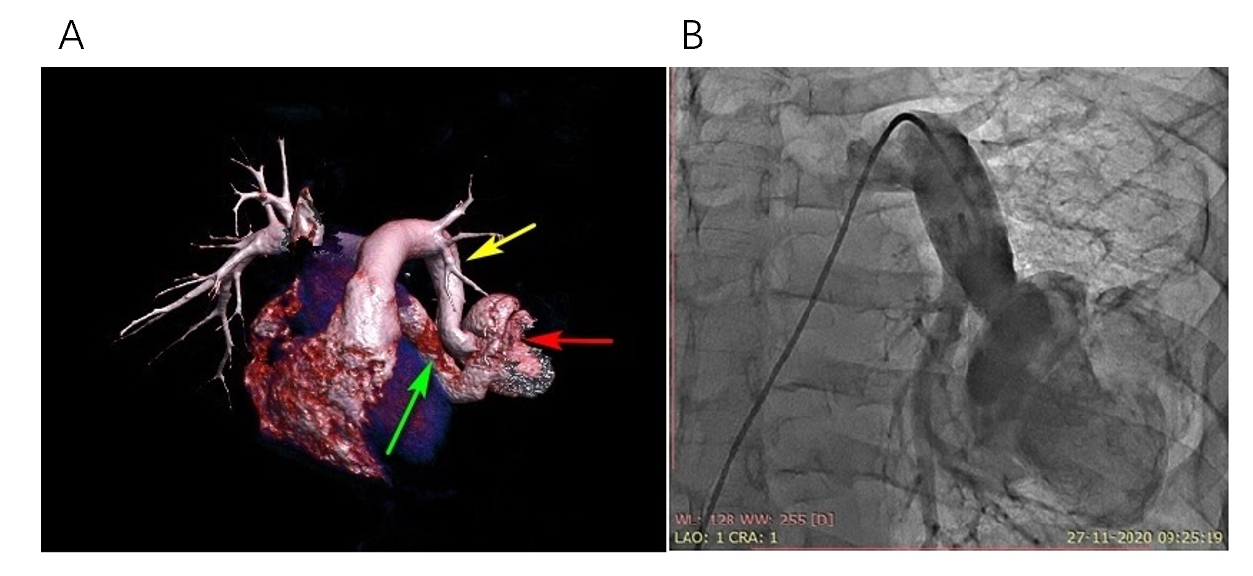 A
B
WL: 128 WW: 255 [D]
LAO: 1 CRA: 1
27-11-2020 09:25:19